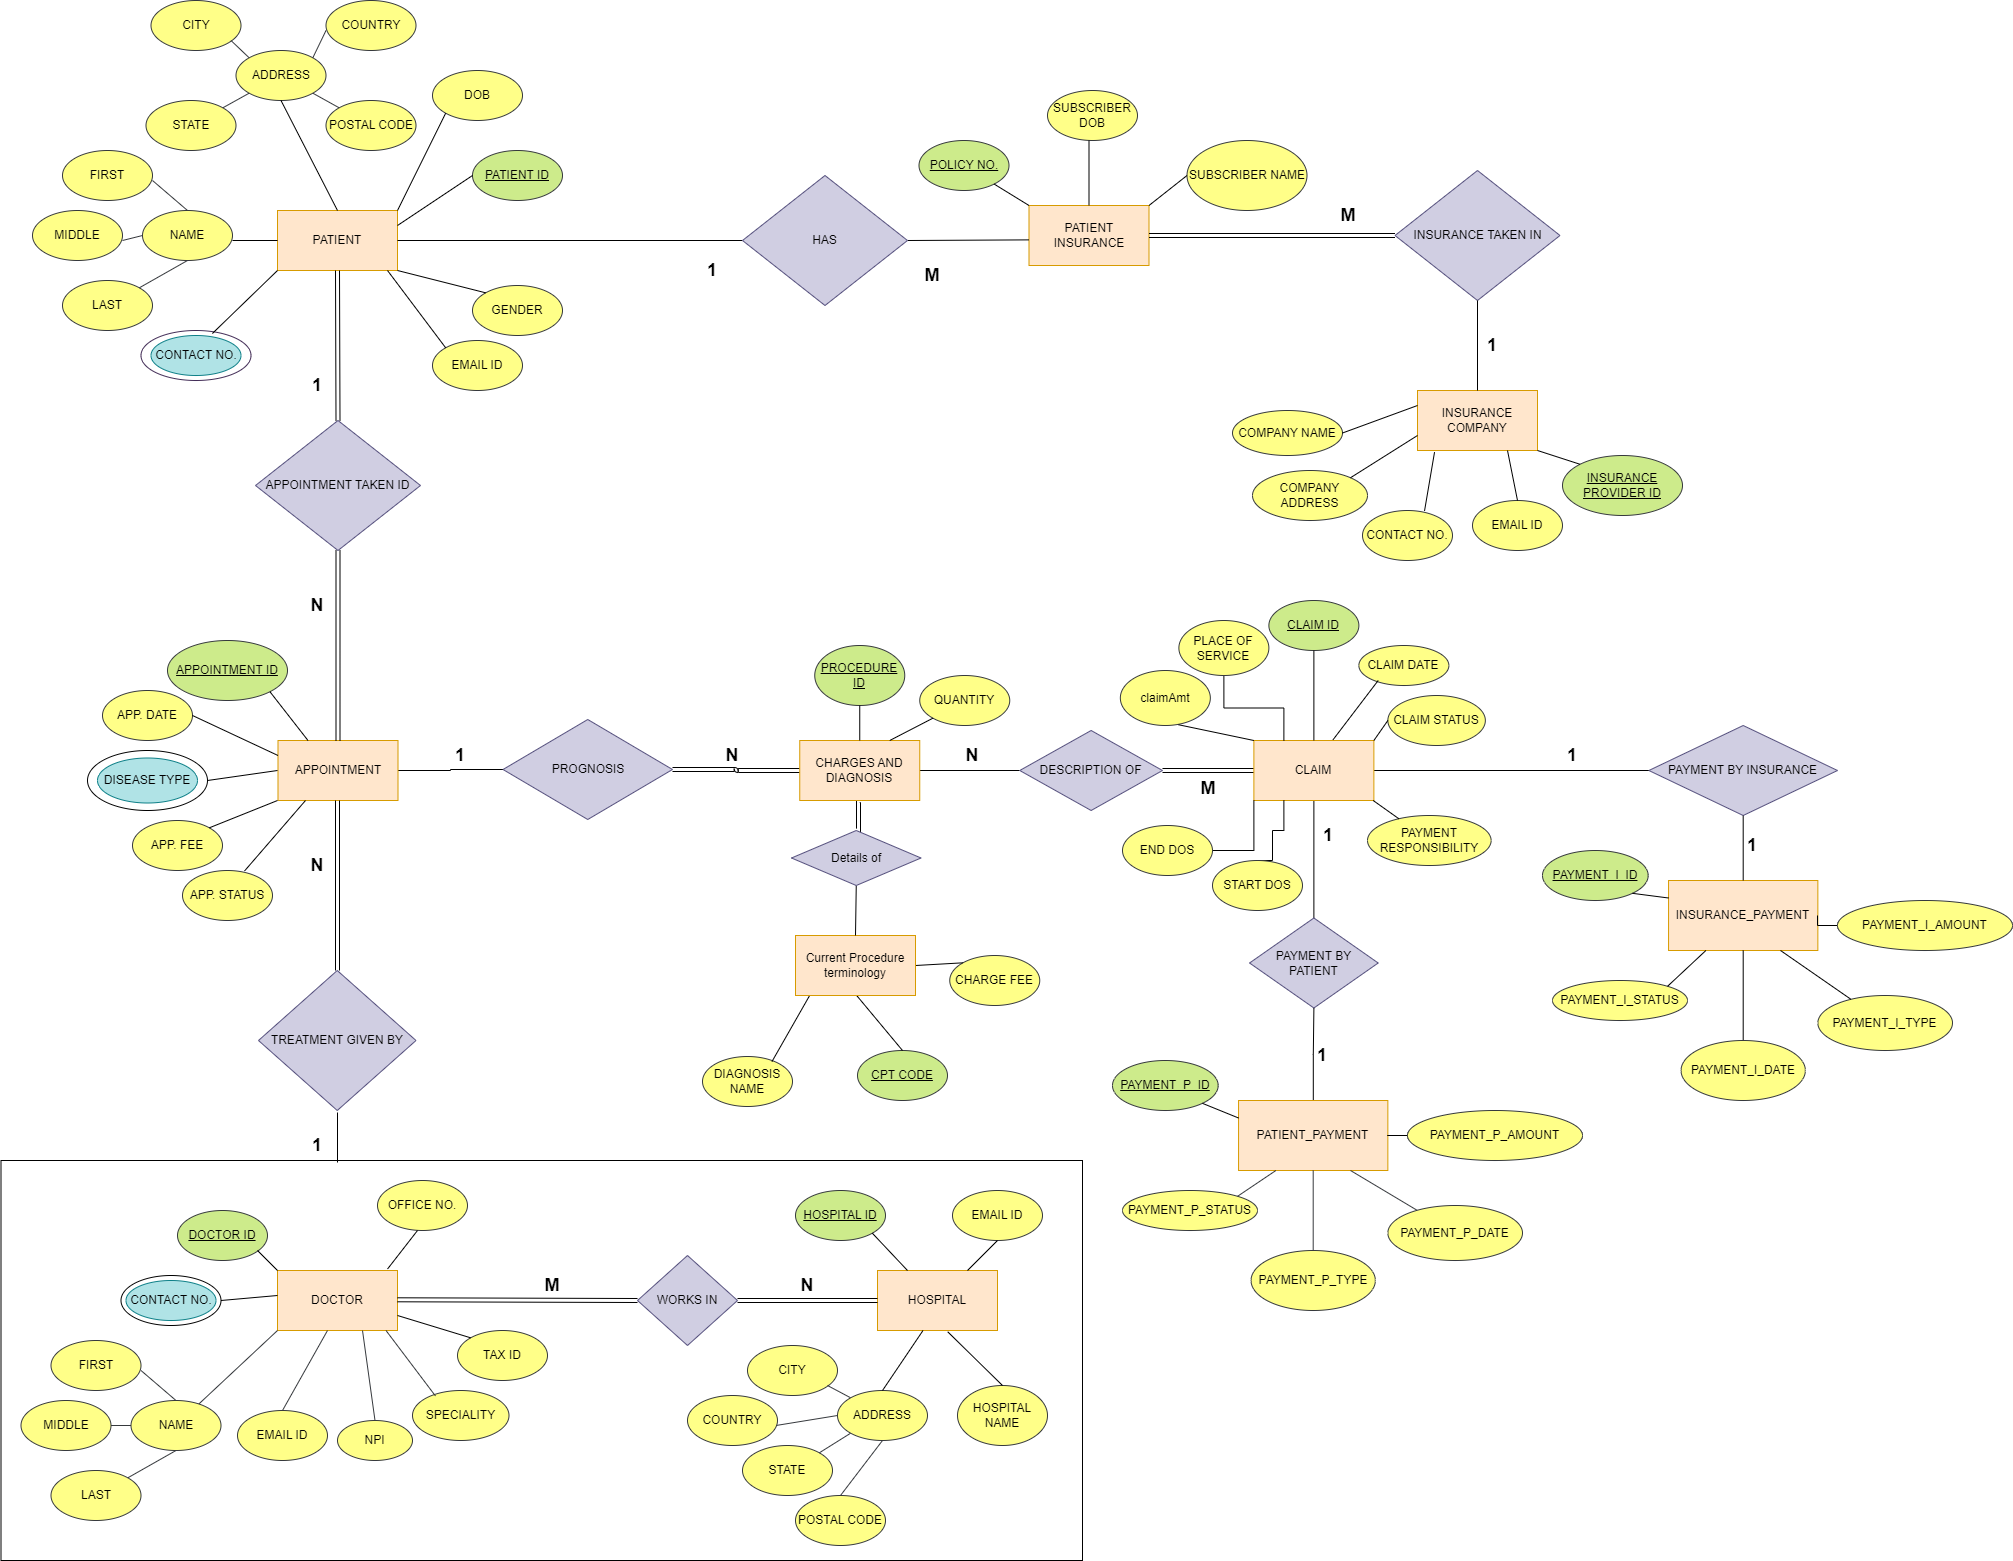 CITY
COUNTRY
ADDRESS
STATE
POSTAL CODE
DOB
FIRST
PATIENT ID
MIDDLE
NAME
PATIENT
LAST
GENDER
CONTACT NO.
EMAIL ID
1
HAS
M
POLICY NO.
SUBSCRIBER
DOB
SUBSCRIBER NAME
PATIENT
INSURANCE
M
INSURANCE TAKEN IN
1
INSURANCE
COMPANY
COMPANY NAME
COMPANY
ADDRESS
CONTACT NO.
EMAIL ID
INSURANCE
PROVIDER ID
1
APPOINTMENT TAKEN ID
N
APPOINTMENT ID
APP. DATE
DISEASE TYPE
APPOINTMENT
APP. FEE
APP. STATUS
1
PROGNOSIS
N
PROCEDURE
ID
QUANTITY
CHARGES AND
DIAGNOSIS
N
DESCRIPTION OF
M
Details of
Current Procedure
terminology
CHARGE FEE
DIAGNOSIS
NAME
CPT CODE
CLAIM ID
PLACE OF
SERVICE
claimAmt
CLAIM DATE
CLAIM STATUS
CLAIM
END DOS
START DOS
PAYMENT
RESPONSIBILITY
1
PAYMENT BY INSURANCE
1
PAYMENT_I_ID
INSURANCE_PAYMENT
PAYMENT_I_AMOUNT
PAYMENT_I_STATUS
PAYMENT_I_TYPE
PAYMENT_I_DATE
1
PAYMENT BY
PATIENT
1
PAYMENT_P_ID
PATIENT_PAYMENT
PAYMENT_P_AMOUNT
PAYMENT_P_STATUS
PAYMENT_P_DATE
PAYMENT_P_TYPE
N
TREATMENT GIVEN BY
1
OFFICE NO.
DOCTOR ID
CONTACT NO.
DOCTOR
TAX ID
FIRST
MIDDLE
NAME
LAST
EMAIL ID
NPI
SPECIALITY
M
WORKS IN
N
HOSPITAL ID
EMAIL ID
HOSPITAL
CITY
COUNTRY
ADDRESS
HOSPITAL
NAME
STATE
POSTAL CODE